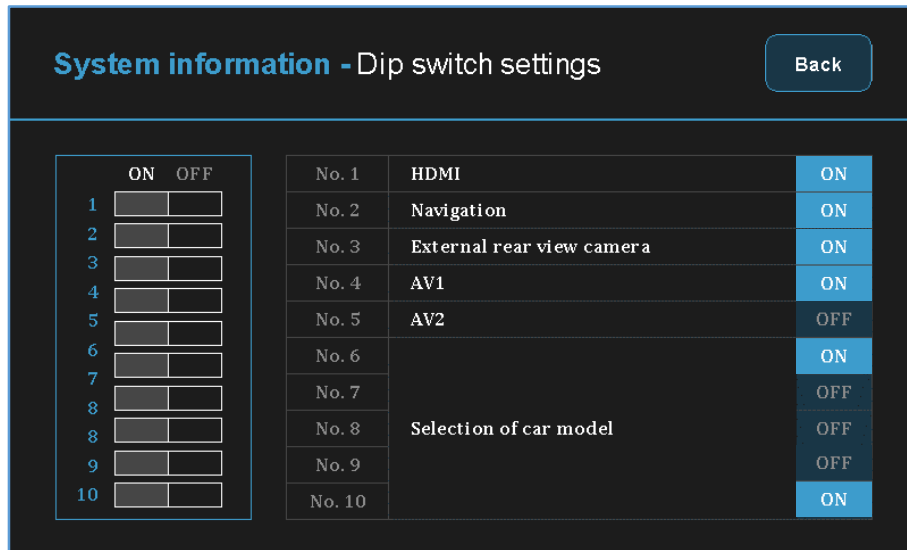 System information - Dip switch settings
Back
ON OFF
1
2
3
4
5
6
7
8
8
9
10
No. 1 HDMI ON
No. 2 Navigation ON
No. 3 External rear view camera ON
No. 4 AV1 ON
No. 5 AV2 OFF
No. 6 ON
No. 7 OFF
No. 8 Selection of car model OFF
No. 9 OFF
No. 10 ON